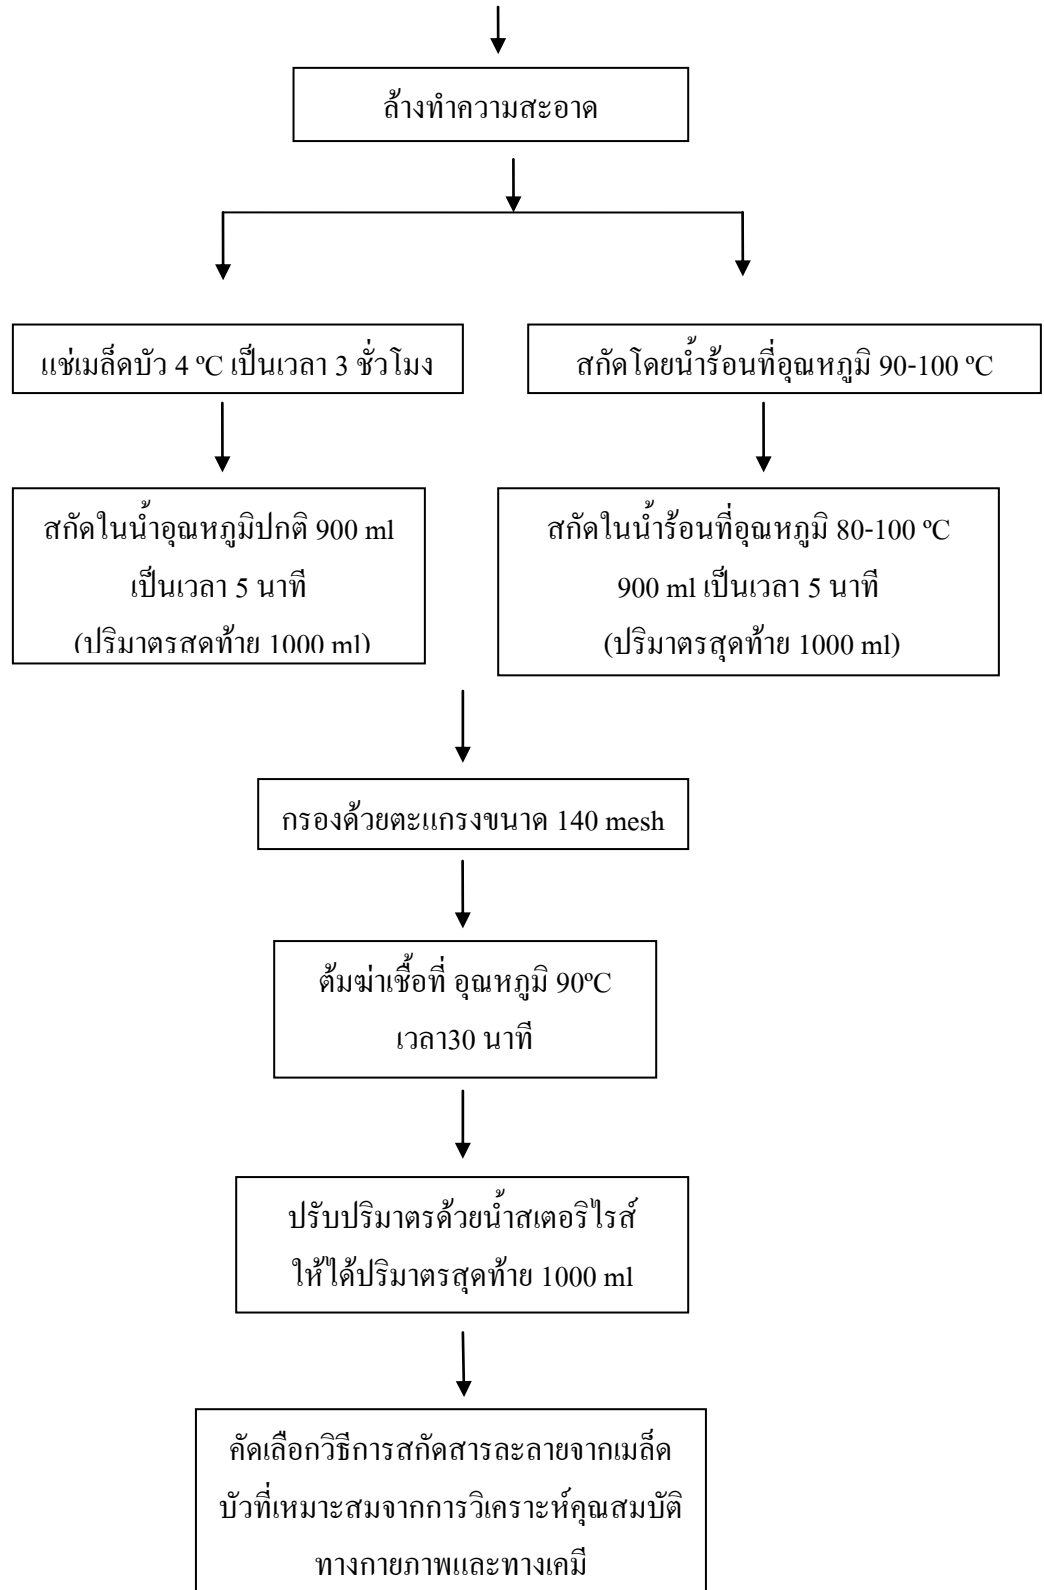 ล้างทำความสะอาด
แช่เมล็ดบัว 4 ºC เป็นเวลา 3 ชั่วโมง
สกัดโดยน้ำร้อนที่อุณหภูมิ 90-100 ºC
สกัดในน้ำอุณหภูมิปกติ 900 ml
เป็นเวลา 5 นาที
(ปริมาตรสุดท้าย 1000 ml)
สกัดในน้ำร้อนที่อุณหภูมิ 80-100 ºC
900 ml เป็นเวลา 5 นาที
(ปริมาตรสุดท้าย 1000 ml)
กรองด้วยตะแกรงขนาด 140 mesh
ต้มฆ่าเชื้อที่ อุณหภูมิ 90ºC
เวลา30 นาที
ปรับปริมาตรด้วยน้ำสเตอริไรส์
ให้ได้ปริมาตรสุดท้าย 1000 ml
คัดเลือกวิธีการสกัดสารละลายจากเมล็ด
บัวที่เหมาะสมจากการวิเคราะห์คุณสมบัติ
ทางกายภาพและทางเคมี